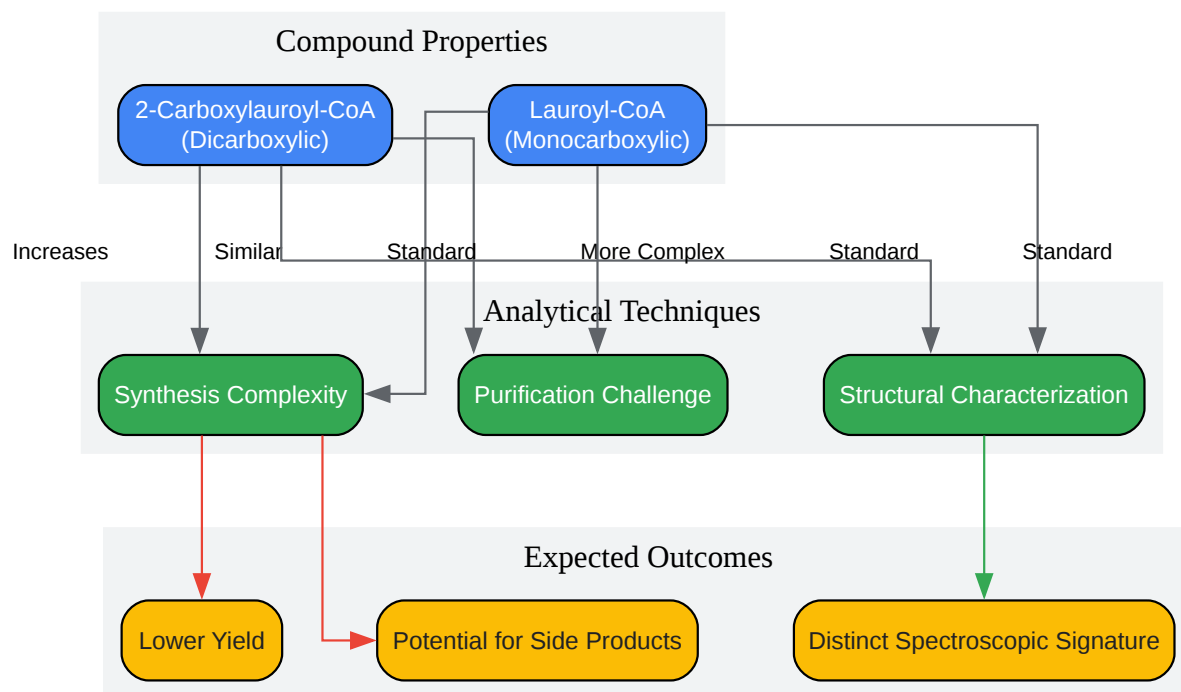 Compound Properties
2-Carboxylauroyl-CoA
(Dicarboxylic)
Lauroyl-CoA
(Monocarboxylic)
Increases
Similar
Standard
More Complex
Standard
Standard
Analytical Techniques
Synthesis Complexity
Purification Challenge
Structural Characterization
Expected Outcomes
Lower Yield
Potential for Side Products
Distinct Spectroscopic Signature